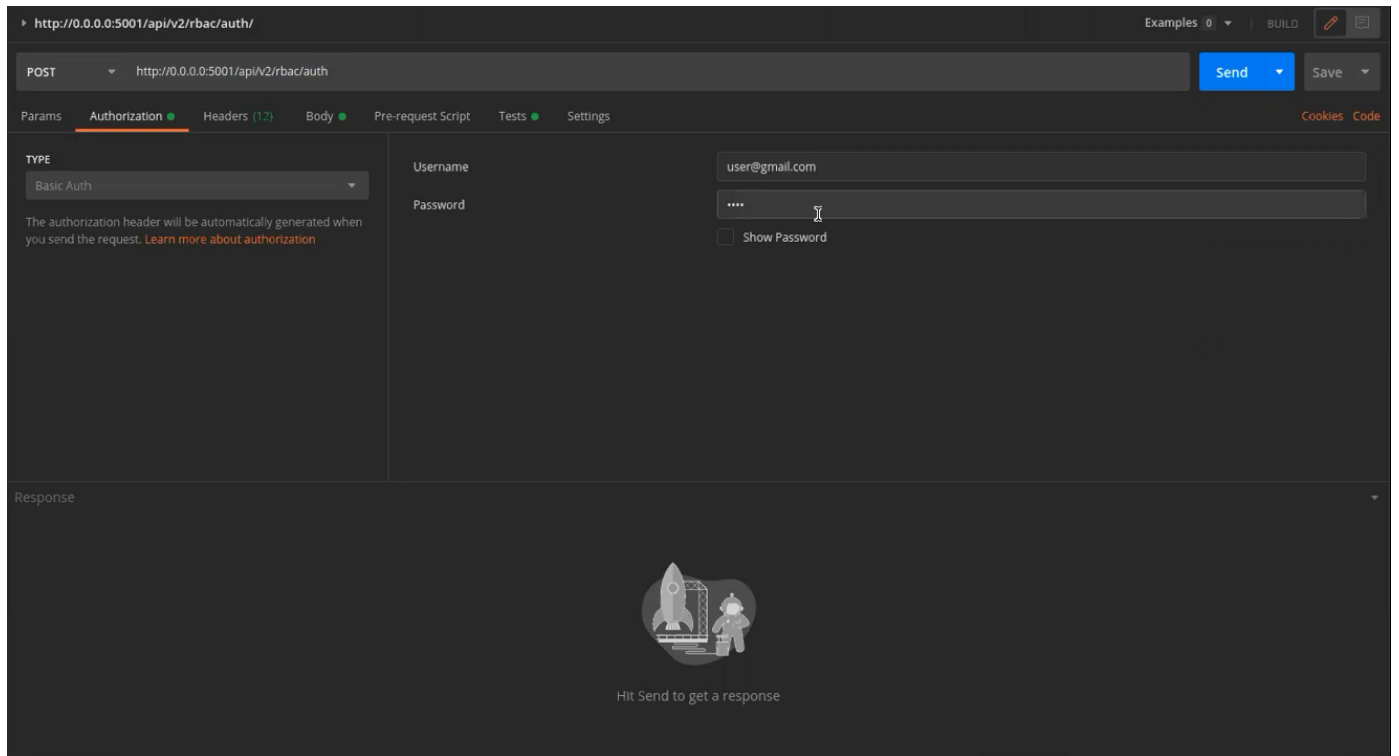 http://0.0.0.0:5001/api/v2/rbac/auth/
Examples 0
BUILD
POST
http://0.0.0.0:5001/api/v2/rbac/auth
Send
Save
Params Authorization Headers (12) Body Pre-request Script Tests Settings
Cookies Code
TYPE
Basic Auth
The authorization header will be automatically generated when
you send the request. Learn more about authorization
Username
user@gmail.com
Password
••••
Show Password
Response
Hit Send to get a response